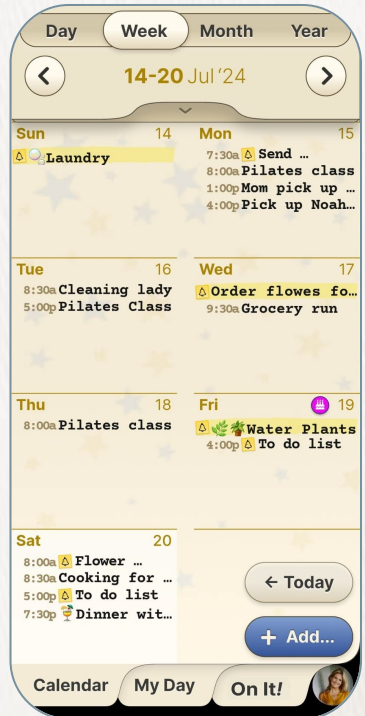 Day Week Month Year
14-20 Jul '24
Sun 14
Laundry
Mon 15
7:30a Send …
8:00a Pilates class
1:00p Mom pick up …
4:00p Pick up Noah…
Tue 16
8:30a Cleaning lady
5:00p Pilates Class
Wed 17
Order flowes fo…
9:30a Grocery run
Thu 18
8:00a Pilates class
Fri 19
Water Plants
4:00p To do list
Sat 20
8:00a Flower …
8:30a Cooking for …
5:00p To do list
7:30p Dinner wit…
← Today
+ Add...
Calendar My Day On It!